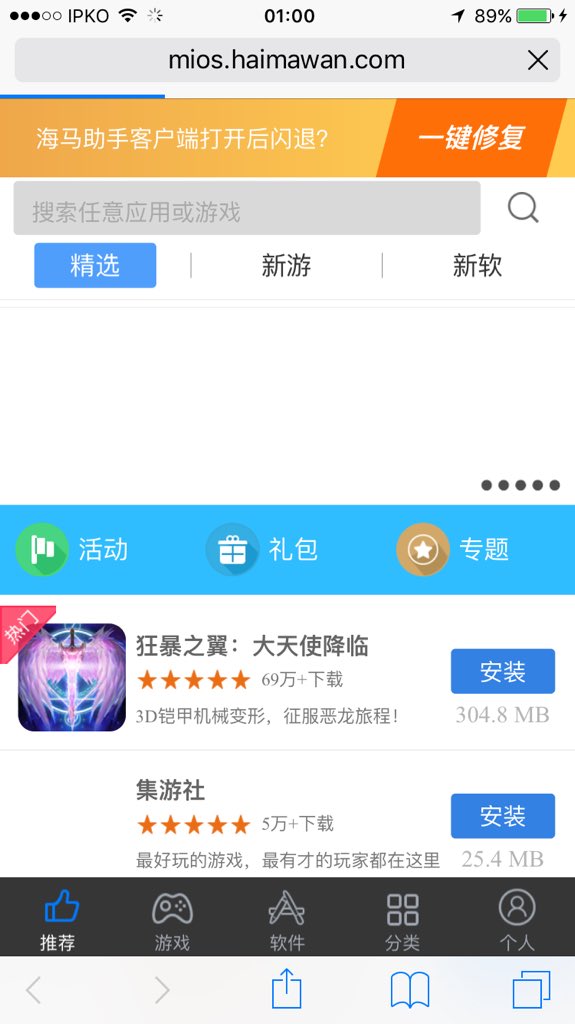 IPKO 01:00 89%
mios.haimawan.com
海马助手客户端打开后闪退? 一键修复
搜索任意应用或游戏
精选 新游 新软
活动 礼包 专题
热门
狂暴之翼：大天使降临
69万+下载
安装
3D铠甲机械变形，征服恶龙旅程!
304.8 MB
集游社
5万+下载
安装
最好玩的游戏，最有才的玩家都在这里
25.4 MB
推荐 游戏 软件 分类 个人